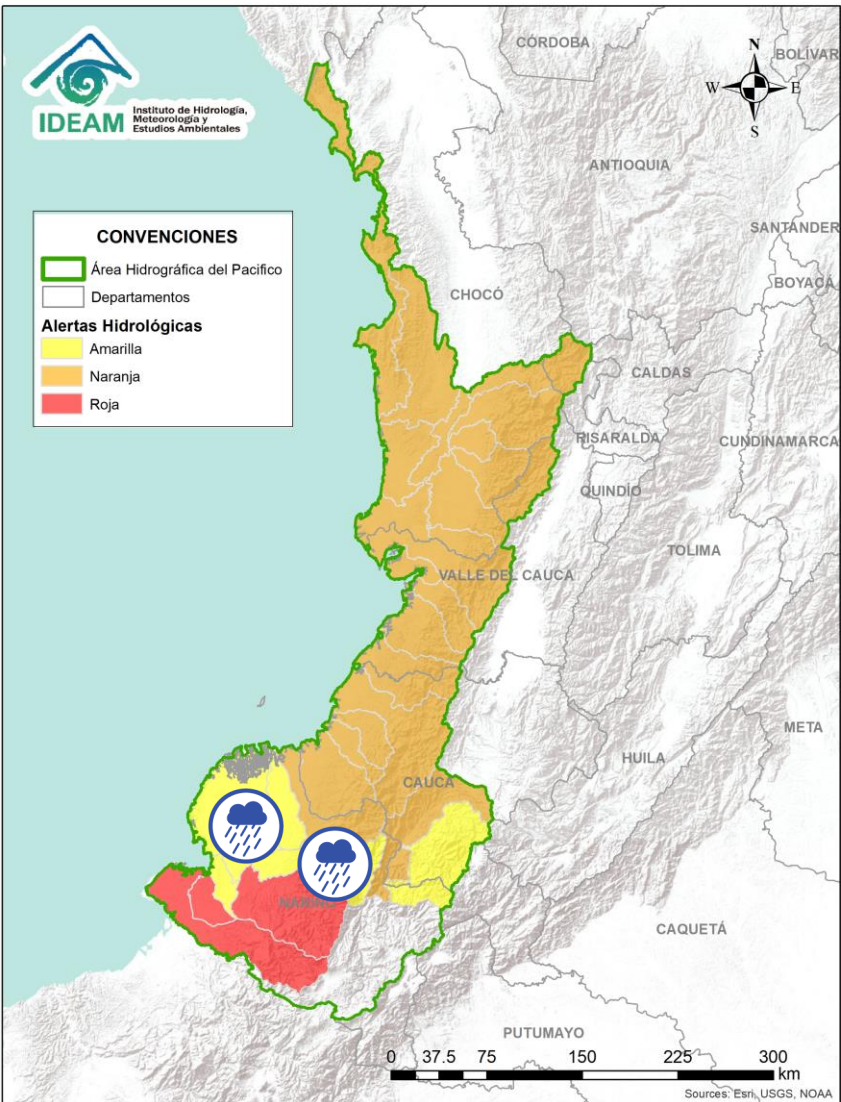 IDEAM
Instituto de Hidrología,
Meteorología y
Estudios Ambientales
CÓRDOBA
N
BOLÍVAR
W
E
S
ANTIOQUIA
SANTANDER
CONVENCIONES
Área Hidrográfica del Pacifico
Departamentos
Alertas Hidrológicas
Amarilla
Naranja
Roja
BOYACÁ
CHOCÓ
CALDAS
RISARALDA
CUNDINAMARCA
QUINDÍO
TOLIMA
VALLE DEL CAUCA
META
HUILA
CAUCA
NARIÑO
CAQUETÁ
PUTUMAYO
0 37.5 75 150 225 300
km
Sources: Esri, USGS, NOAA